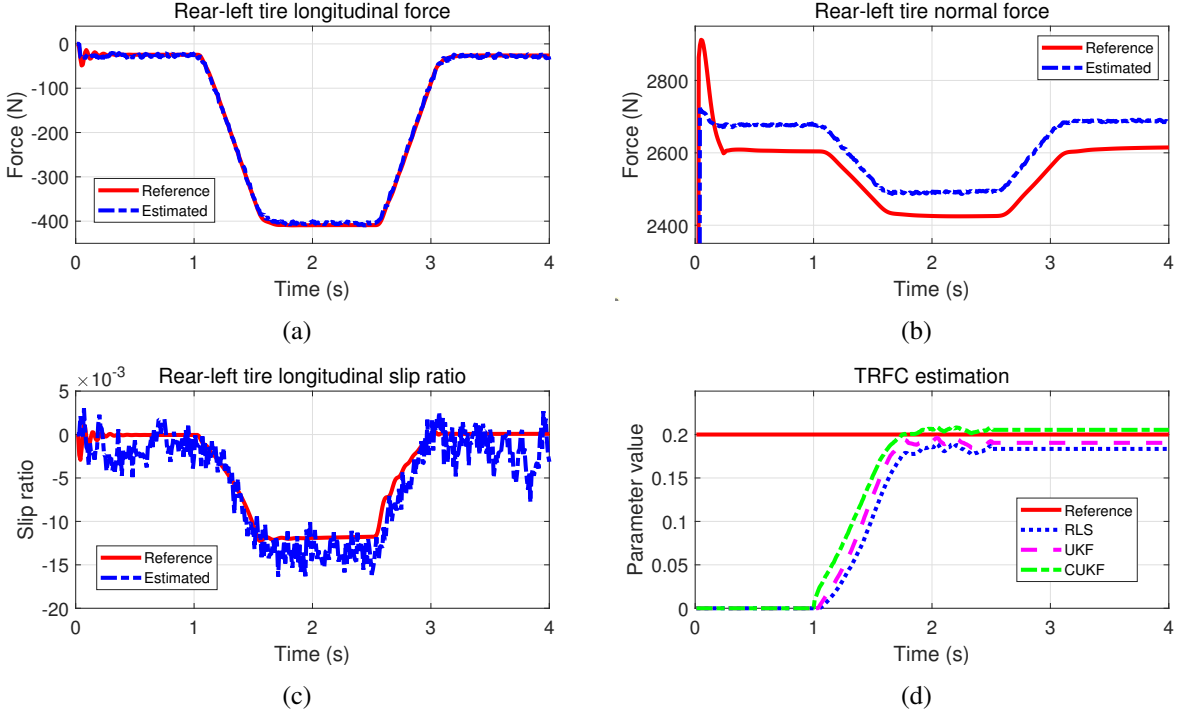 Rear-left tire longitudinal force
0
-100
-200
-300
-400
Force (N)
Reference
Estimated
0 1 2 3 4
Time (s)
(a)
Rear-left tire normal force
2800
2600
2400
Force (N)
Reference
Estimated
0 1 2 3 4
Time (s)
(b)
Rear-left tire longitudinal slip ratio
×10-3
5
0
-5
-10
-15
-20
Slip ratio
Reference
Estimated
0 1 2 3 4
Time (s)
(c)
TRFC estimation
0.2
0.15
0.1
0.05
0
Parameter value
Reference
RLS
UKF
CUKF
0 1 2 3 4
Time (s)
(d)